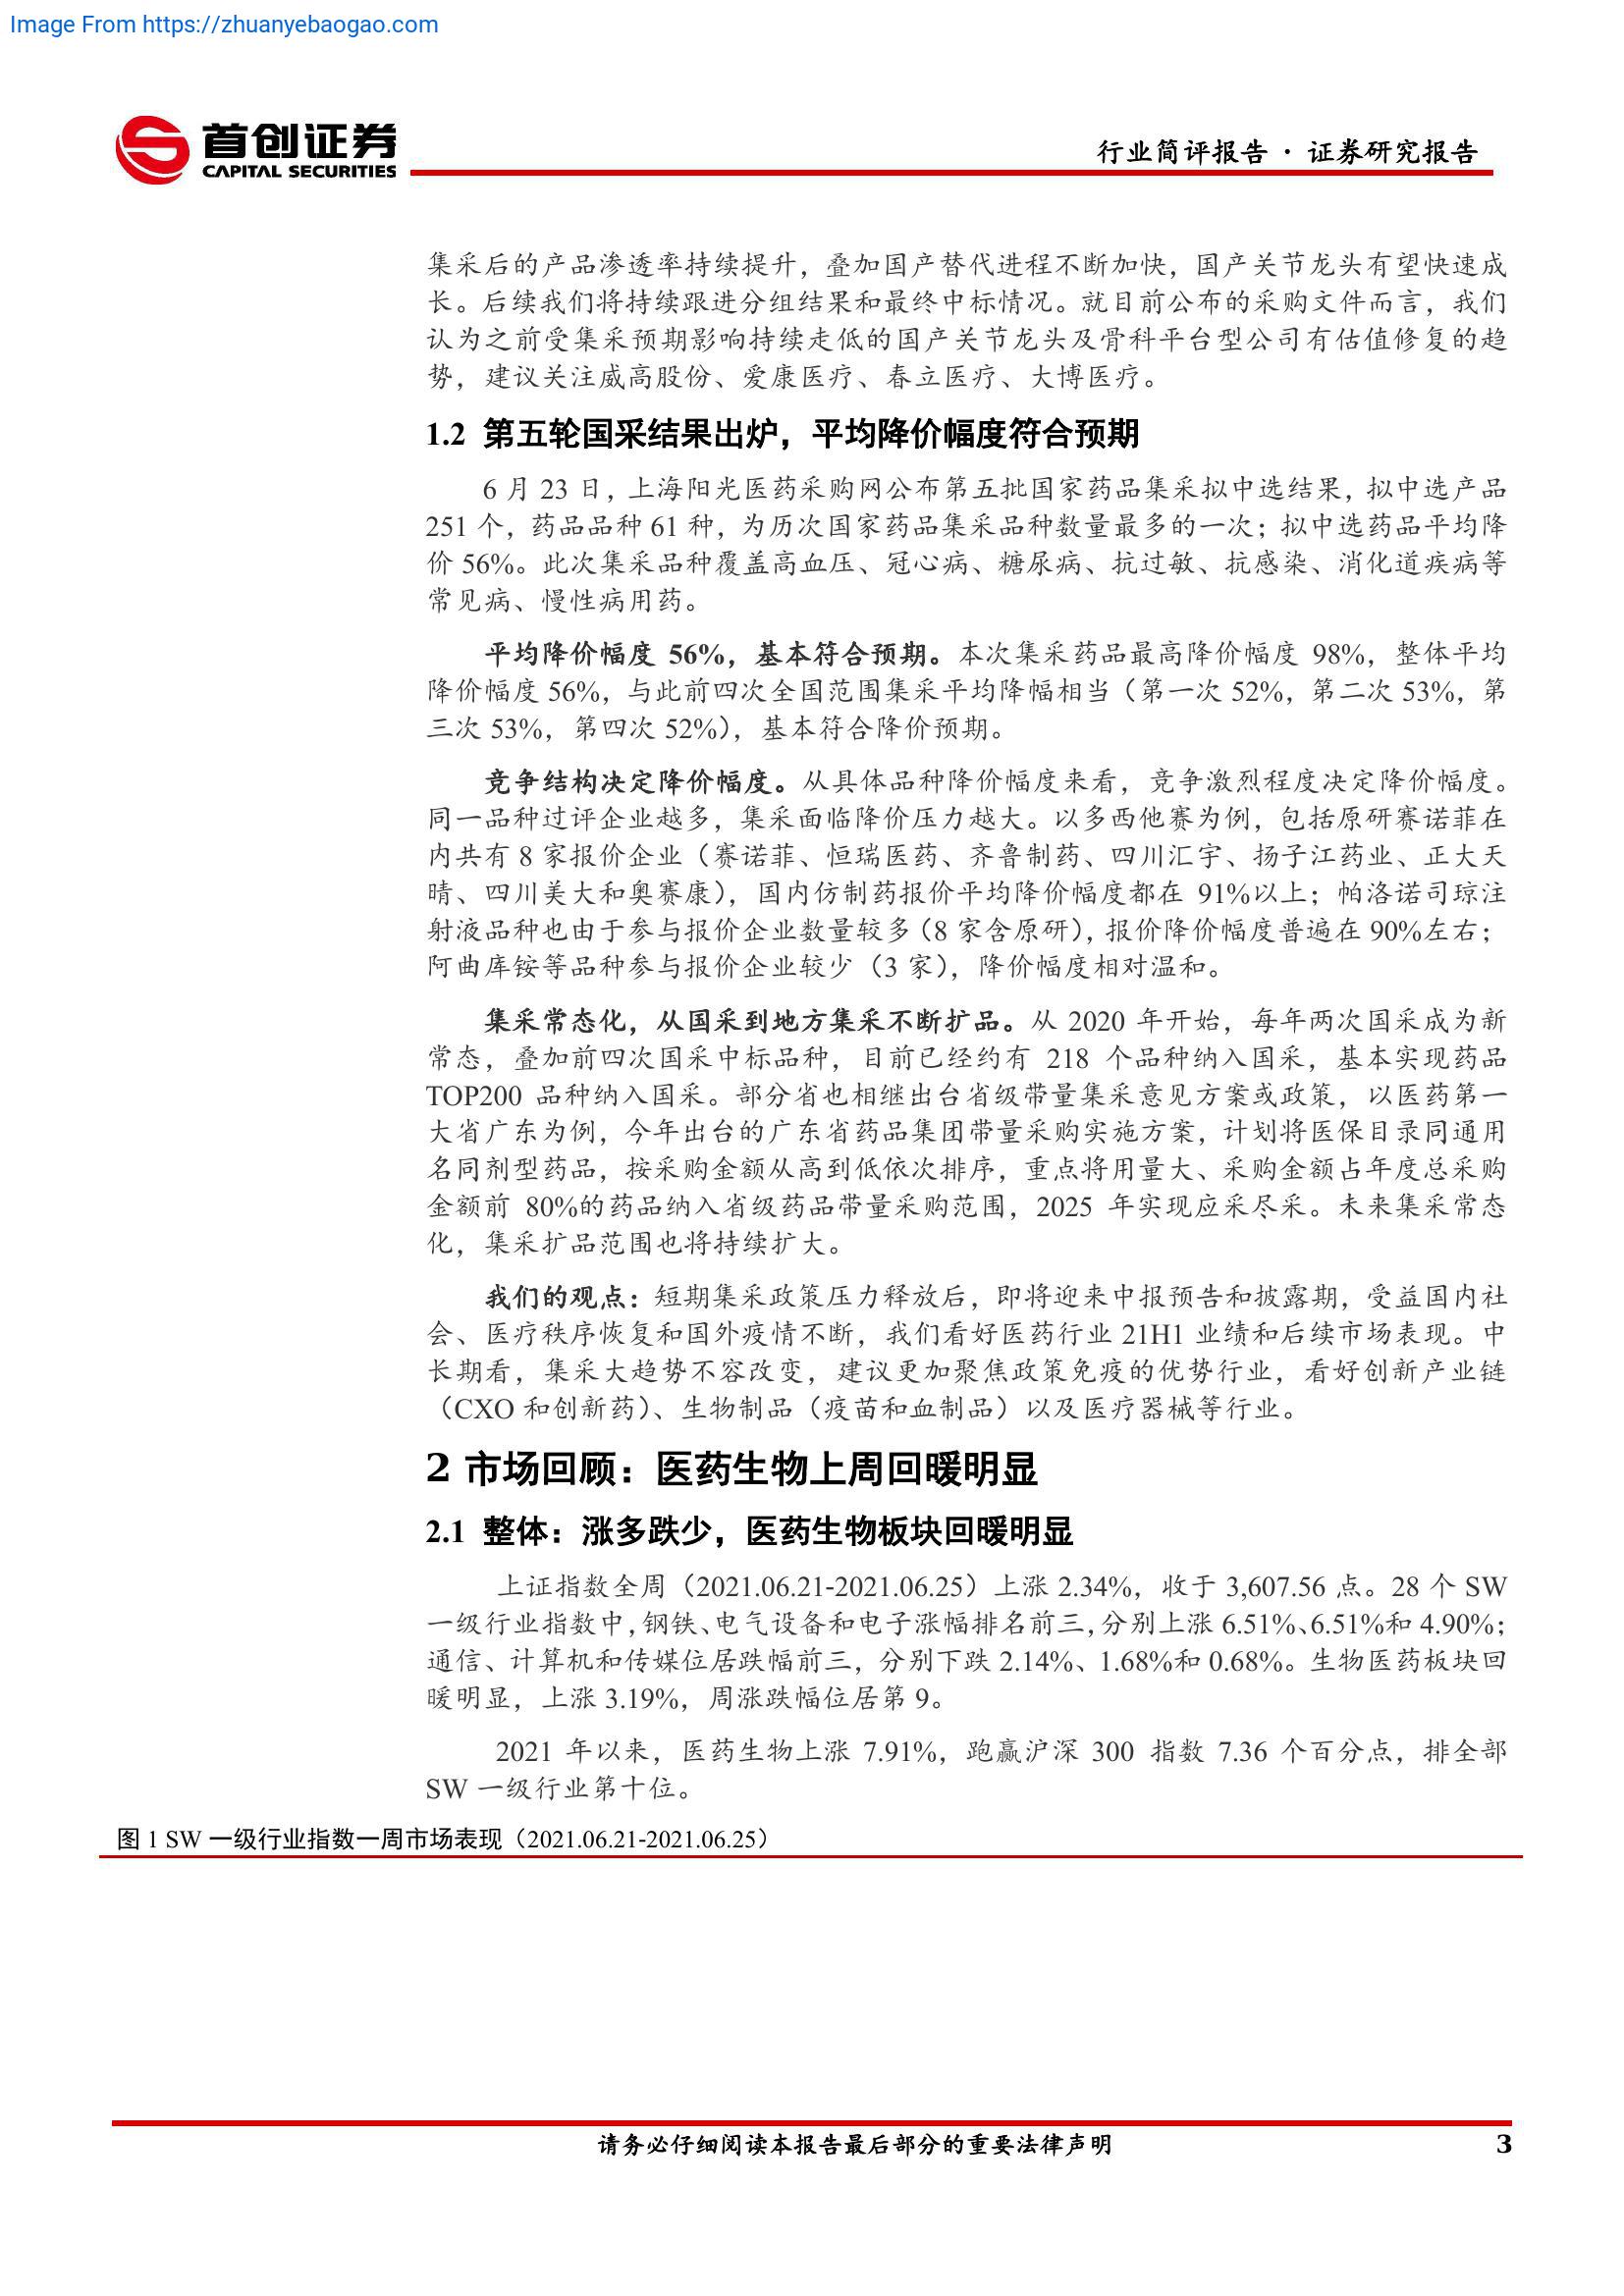 Image From https://zhuanyebaogao.com
首创证券
CAPITAL SECURITIES
行业简评报告 · 证券研究报告
集采后的产品渗透率持续提升，叠加国产替代进程不断加快，国产关节龙头有望快速成
长。后续我们将持续跟进分组结果和最终中标情况。就目前公布的采购文件而言，我们
认为之前受集采预期影响持续走低的国产关节龙头及骨科平台型公司有估值修复的趋
势，建议关注威高股份、爱康医疗、春立医疗、大博医疗。
1.2 第五轮国采结果出炉，平均降价幅度符合预期
6 月 23 日，上海阳光医药采购网公布第五批国家药品集采拟中选结果，拟中选产品
251 个，药品品种 61 种，为历次国家药品集采品种数量最多的一次；拟中选药品平均降
价 56%。此次集采品种覆盖高血压、冠心病、糖尿病、抗过敏、抗感染、消化道疾病等
常见病、慢性病用药。
平均降价幅度 56%，基本符合预期。本次集采药品最高降价幅度 98%，整体平均
降价幅度 56%，与此前四次全国范围集采平均降幅相当（第一次 52%，第二次 53%，第
三次 53%，第四次 52%），基本符合降价预期。
竞争结构决定降价幅度。从具体品种降价幅度来看，竞争激烈程度决定降价幅度。
同一品种过评企业越多，集采面临降价压力越大。以多西他赛为例，包括原研赛诺菲在
内共有 8 家报价企业（赛诺菲、恒瑞医药、齐鲁制药、四川汇宇、扬子江药业、正大天
晴、四川美大和奥赛康），国内仿制药报价平均降价幅度都在 91%以上；帕洛诺司琼注
射液品种也由于参与报价企业数量较多（8 家含原研），报价降价幅度普遍在 90%左右；
阿曲库铵等品种参与报价企业较少（3 家），降价幅度相对温和。
集采常态化，从国采到地方集采不断扩品。从 2020 年开始，每年两次国采成为新
常态，叠加前四次国采中标品种，目前已经约有 218 个品种纳入国采，基本实现药品
TOP200 品种纳入国采。部分省也相继出台省级带量集采意见方案或政策，以医药第一
大省广东为例，今年出台的广东省药品集团带量采购实施方案，计划将医保目录同通用
名同剂型药品，按采购金额从高到低依次排序，重点将用量大、采购金额占年度总采购
金额前 80%的药品纳入省级药品带量采购范围，2025 年实现应采尽采。未来集采常态
化，集采扩品范围也将持续扩大。
我们的观点：短期集采政策压力释放后，即将迎来中报预告和披露期，受益国内社
会、医疗秩序恢复和国外疫情不断，我们看好医药行业 21H1 业绩和后续市场表现。中
长期看，集采大趋势不容改变，建议更加聚焦政策免疫的优势行业，看好创新产业链
（CXO 和创新药）、生物制品（疫苗和血制品）以及医疗器械等行业。
2 市场回顾：医药生物上周回暖明显
2.1 整体：涨多跌少，医药生物板块回暖明显
上证指数全周（2021.06.21-2021.06.25）上涨 2.34%，收于 3,607.56 点。28 个 SW
一级行业指数中，钢铁、电气设备和电子涨幅排名前三，分别上涨 6.51%、6.51%和 4.90%；
通信、计算机和传媒位居跌幅前三，分别下跌 2.14%、1.68%和 0.68%。生物医药板块回
暖明显，上涨 3.19%，周涨跌幅位居第 9。
2021 年以来，医药生物上涨 7.91%，跑赢沪深 300 指数 7.36 个百分点，排全部
SW 一级行业第十位。
图 1 SW 一级行业指数一周市场表现（2021.06.21-2021.06.25）
请务必仔细阅读本报告最后部分的重要法律声明
3